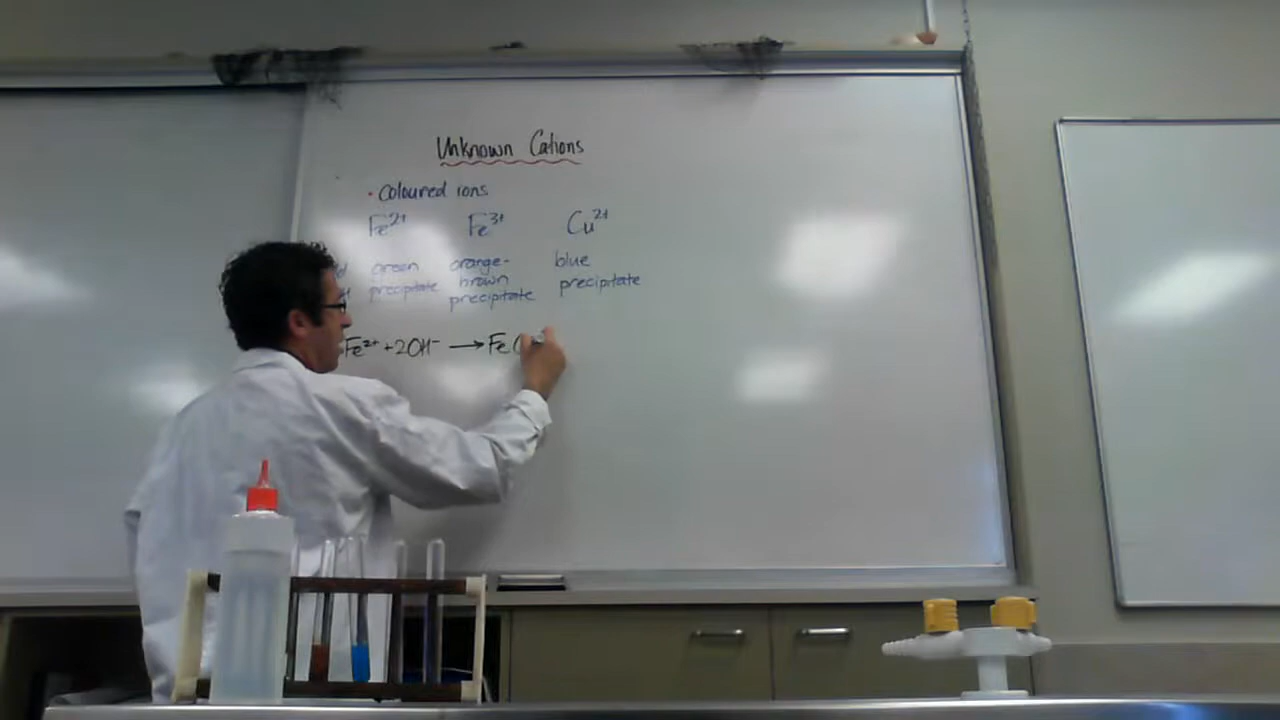 Unknown Cations
• Coloured ions
Fe²⁺ Fe³⁺ Cu²⁺
green orange- blue
precipitate brown precipitate
precipitate
Fe²⁺ + 2OH⁻ → Fe(